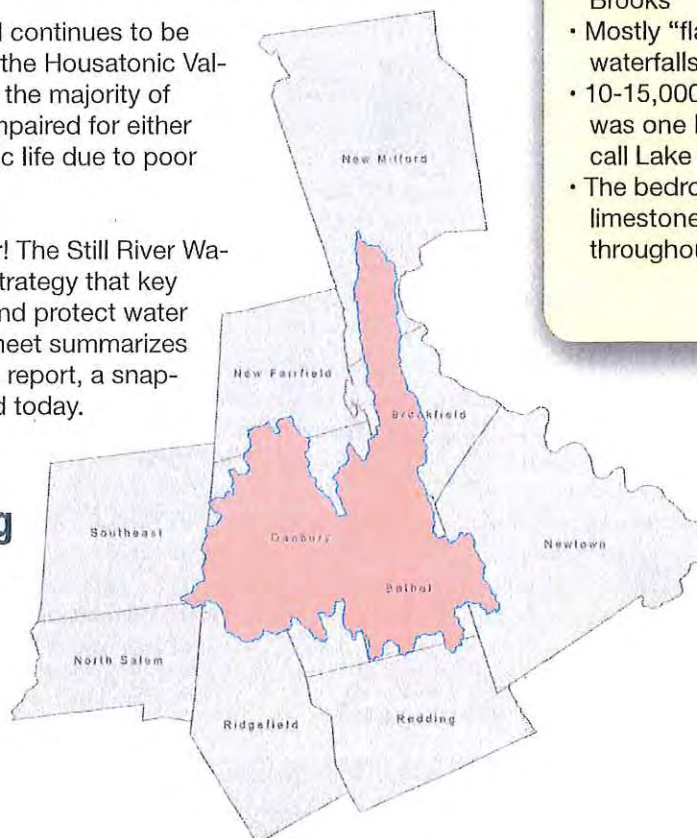 d continues to be
the Housatonic Val-
the majority of
mpaired for either
ic life due to poor
r! The Still River Wa-
trategy that key
nd protect water
heet summarizes
report, a snap-
d today.
g
Brooks
• Mostly “fla
waterfalls
• 10-15,000
was one l
call Lake
• The bedro
limestone
throughou
New Milford
New Fairfield
Brookfield
Southeast
Danbury
Newtown
Bethel
North Salem
Ridgefield
Redding